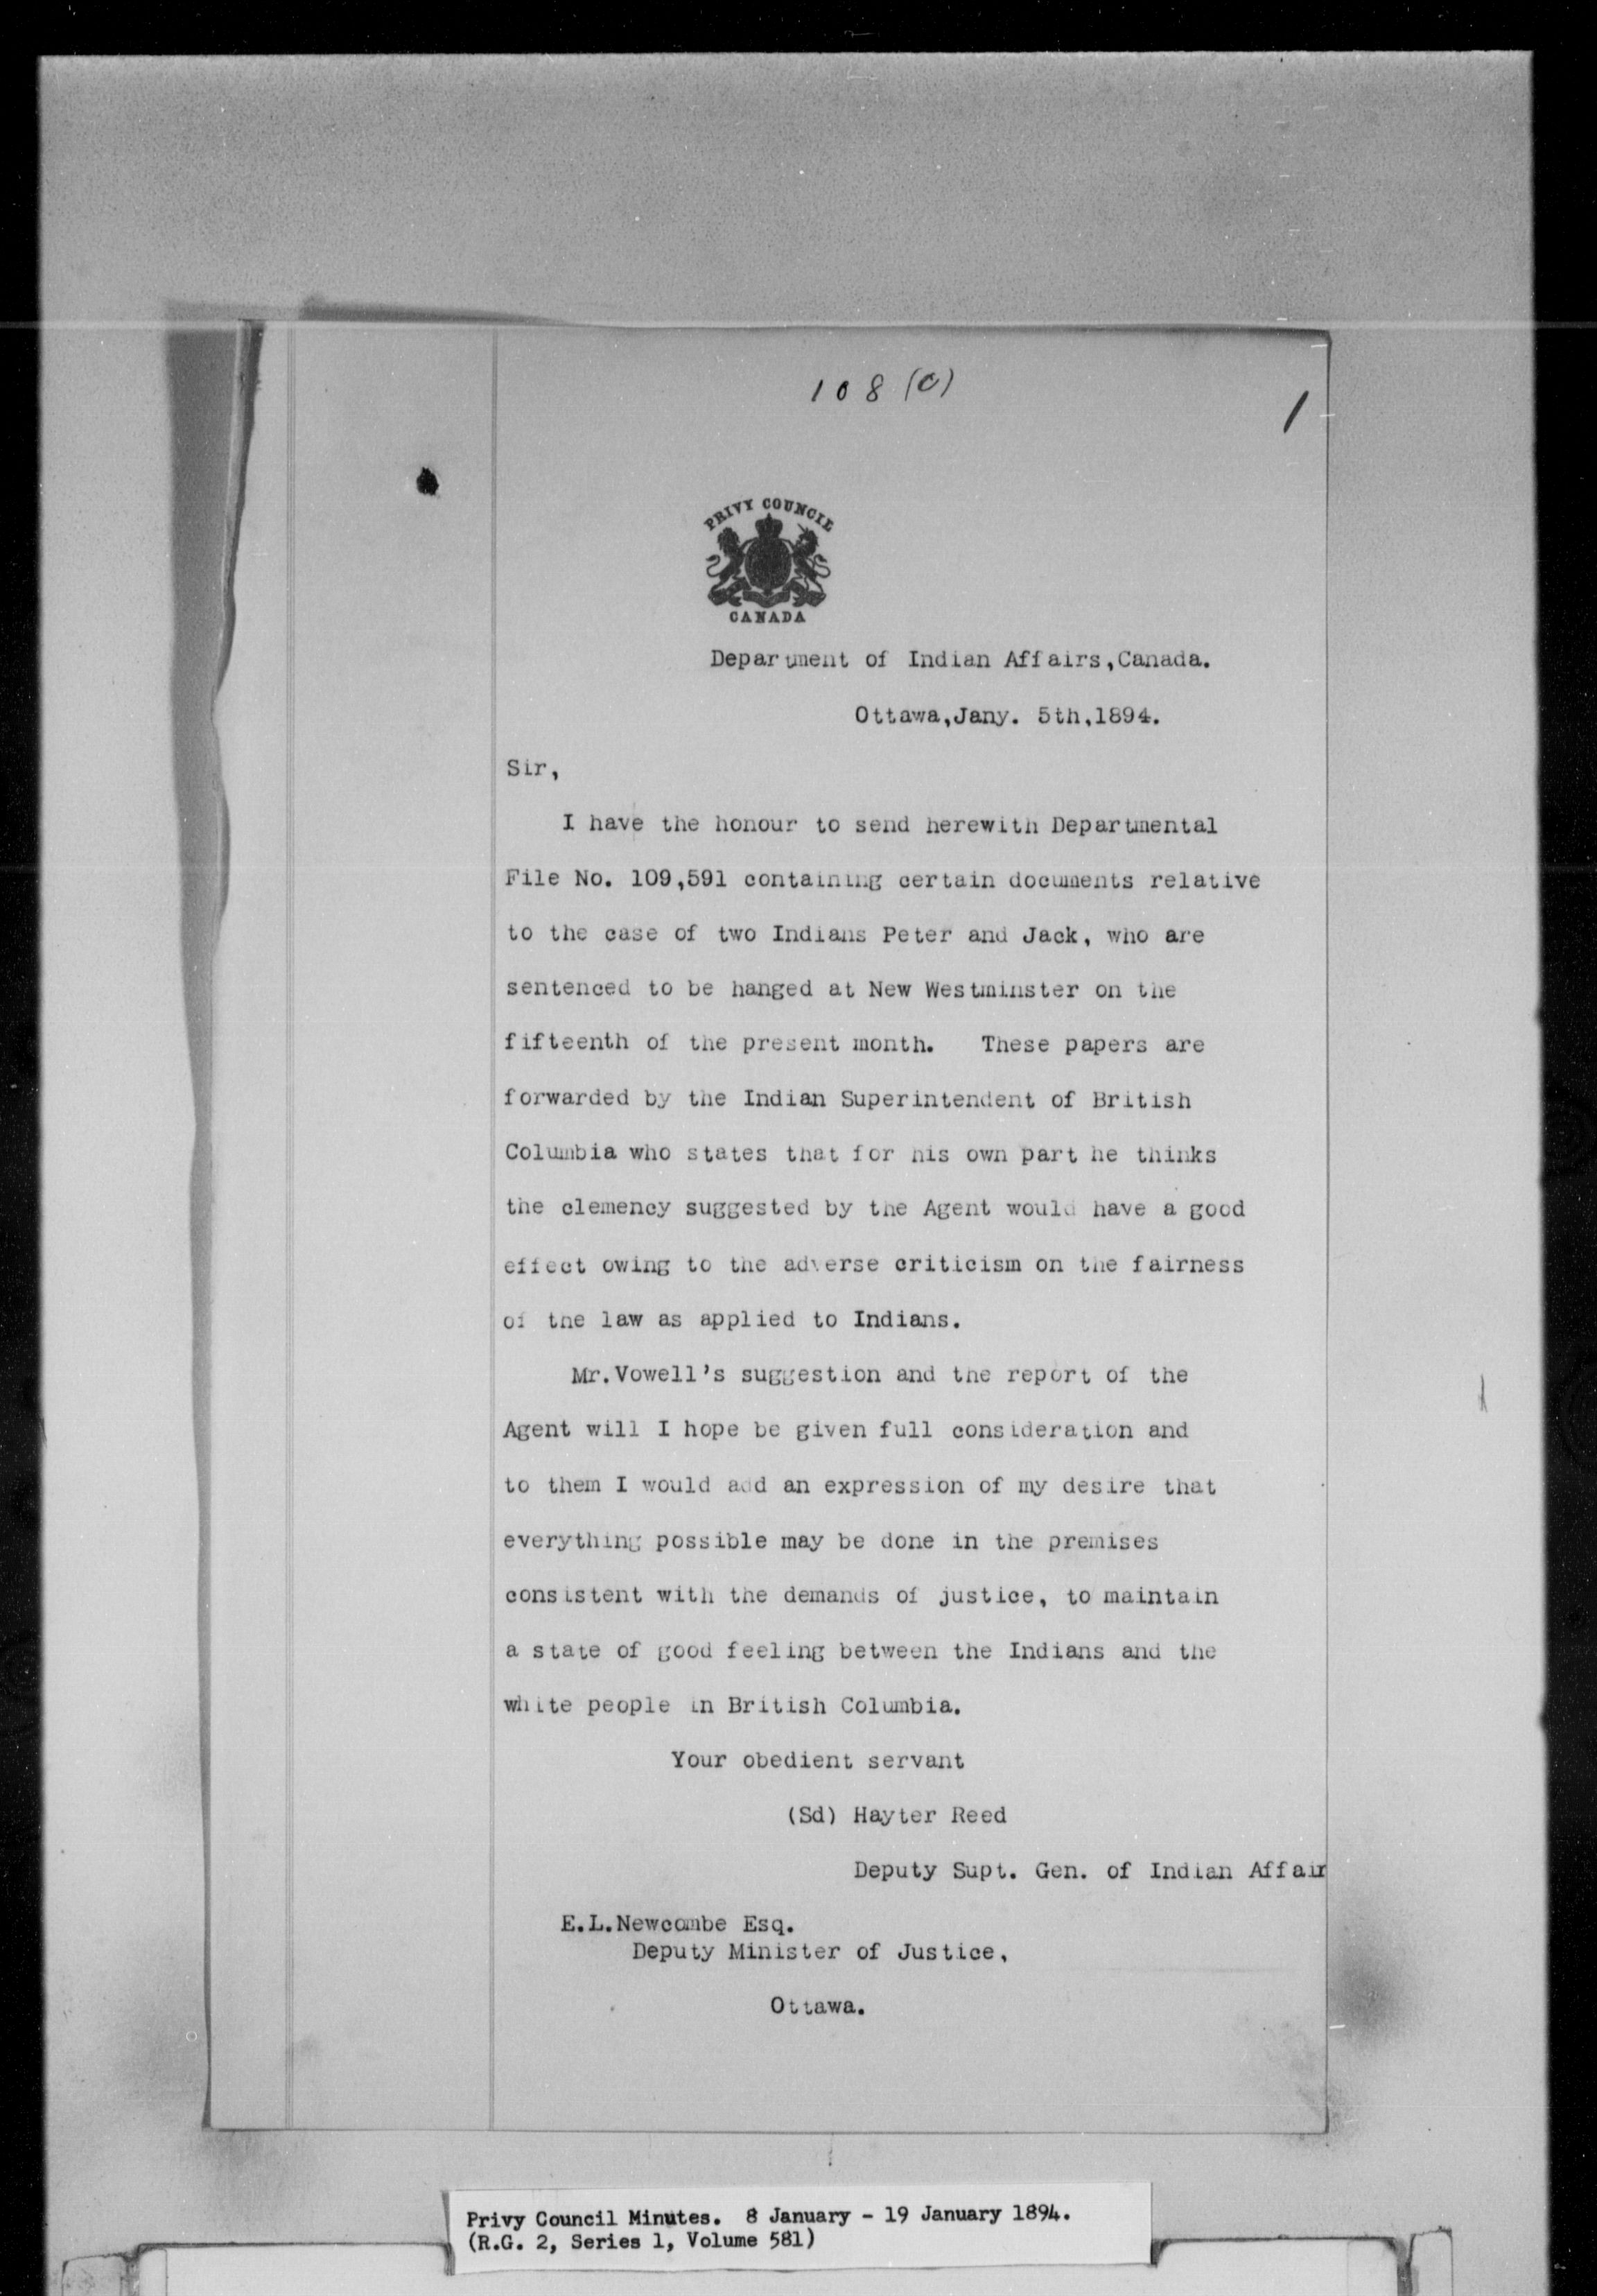 108 (C)
1
PRIVY COUNCIL
CANADA
Department of Indian Affairs,Canada.
Ottawa,Jany. 5th,1894.
Sir,
I have the honour to send herewith Departmental
File No. 109,591 containing certain documents relative
to the case of two Indians Peter and Jack, who are
sentenced to be hanged at New Westminster on the
fifteenth of the present month. These papers are
forwarded by the Indian Superintendent of British
Columbia who states that for his own part he thinks
the clemency suggested by the Agent would have a good
effect owing to the adverse criticism on the fairness
of the law as applied to Indians.
Mr.Vowell's suggestion and the report of the
Agent will I hope be given full consideration and
to them I would add an expression of my desire that
everything possible may be done in the premises
consistent with the demands of justice, to maintain
a state of good feeling between the Indians and the
white people in British Columbia.
Your obedient servant
(Sd) Hayter Reed
Deputy Supt. Gen. of Indian Affair
E.L.Newcombe Esq.
Deputy Minister of Justice,
Ottawa.
Privy Council Minutes. 8 January - 19 January 1894.
(R.G. 2, Series 1, Volume 581)